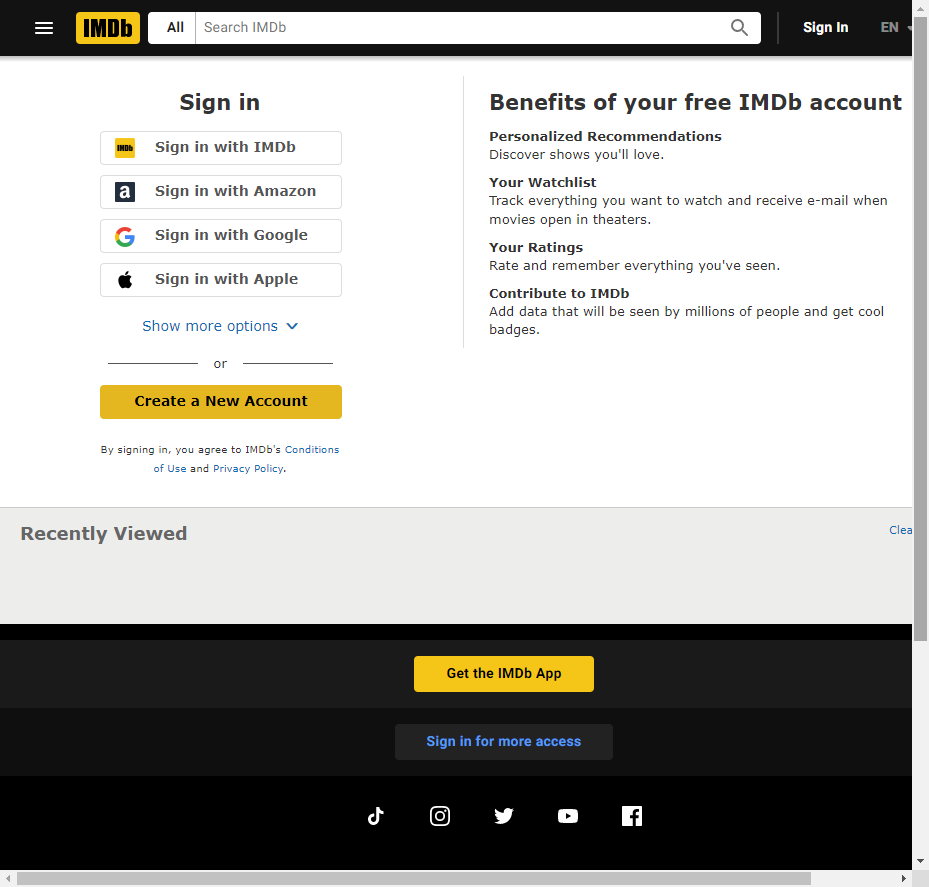 IMDb
All
Search IMDb
Sign In
EN
Sign in
IMDb Sign in with IMDb
a Sign in with Amazon
G Sign in with Google
Sign in with Apple
Show more options
or
Create a New Account
By signing in, you agree to IMDb's Conditions
of Use and Privacy Policy.
Benefits of your free IMDb account
Personalized Recommendations
Discover shows you'll love.
Your Watchlist
Track everything you want to watch and receive e-mail when
movies open in theaters.
Your Ratings
Rate and remember everything you've seen.
Contribute to IMDb
Add data that will be seen by millions of people and get cool
badges.
Recently Viewed
Clea
Get the IMDb App
Sign in for more access